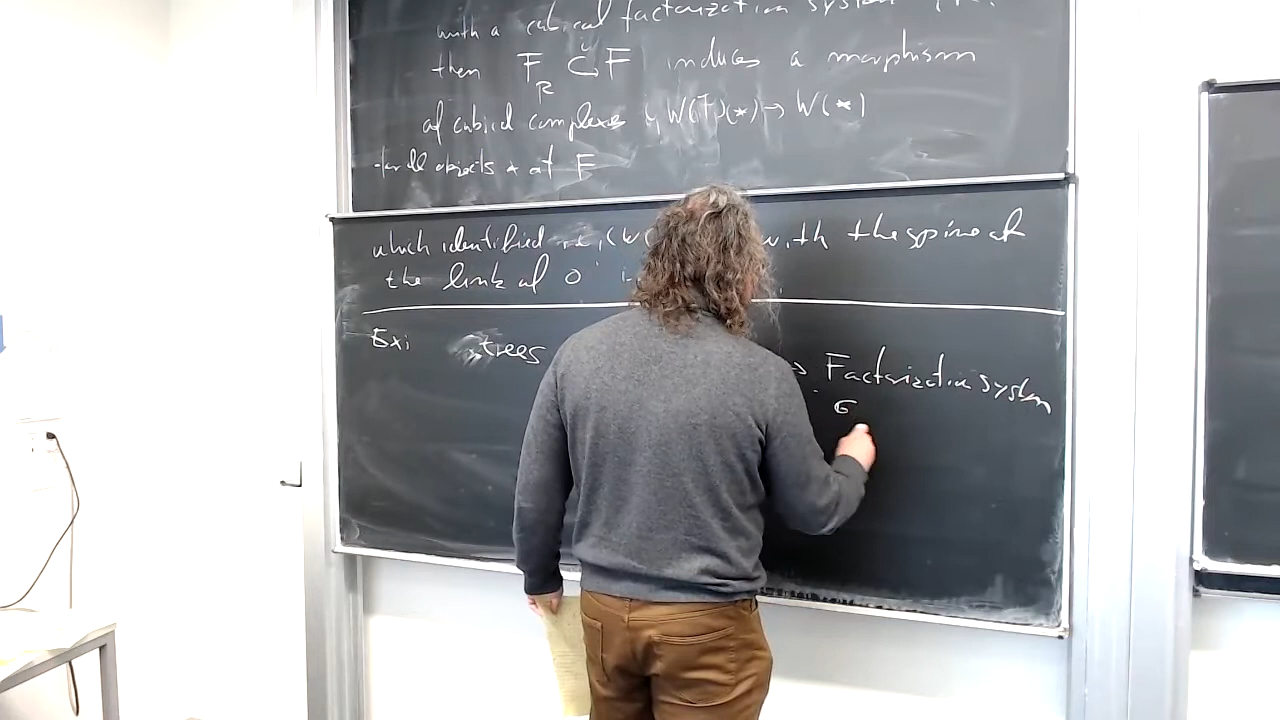 with a cubical factorization system
then F_R ⊂ F induces a morphism
of cubical complexes i, W(F)(*) → W(*)
for all objects * of F
which identified with the spine of
the link of 0
Ex: trees → Factorization system
σ